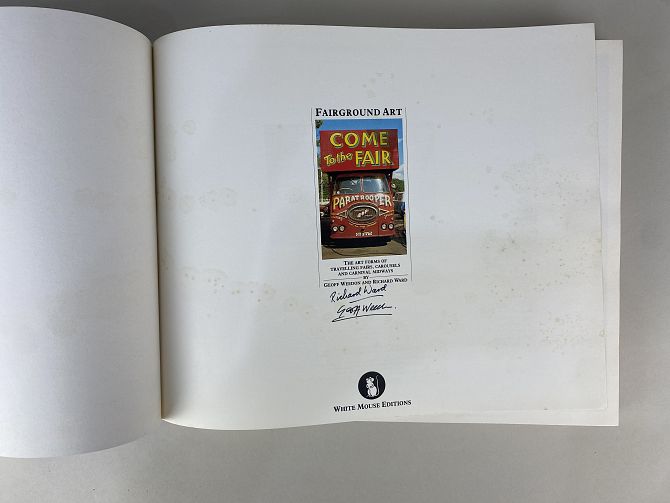 FAIRGROUND ART
COME
To the FAIR
PARATROOPER
ERF
THE ART FORMS OF
TRAVELLING FAIRS, CAROUSELS
AND CARNIVAL MIDWAYS
BY
GEOFF WEEDON AND RICHARD WARD
Richard Ward
Geoff Weedon
WHITE MOUSE EDITIONS